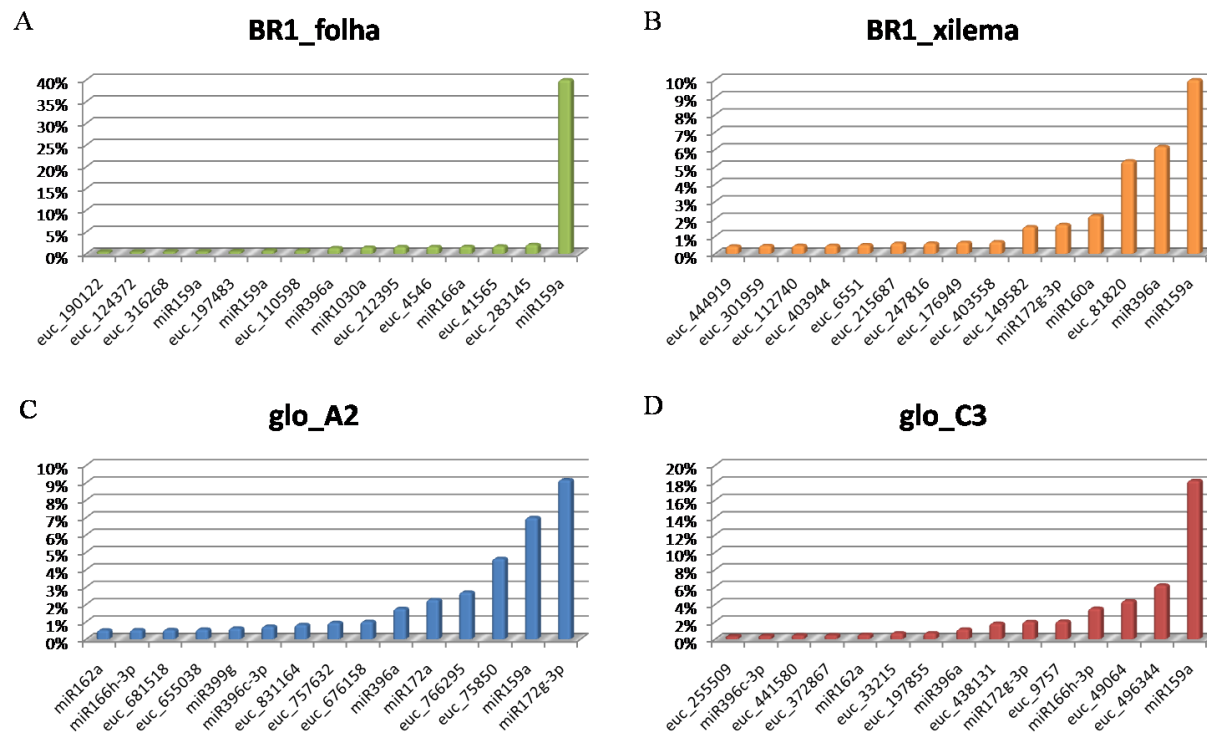 A
BR1_folha
40%
35%
30%
25%
20%
15%
10%
5%
0%
euc_190122
euc_124372
euc_316268
miR159a
euc_197483
miR159a
euc_110598
miR396a
miR1030a
euc_212395
euc_4546
miR166a
euc_41565
euc_283145
miR159a
B
BR1_xilema
10%
9%
8%
7%
6%
5%
4%
3%
2%
1%
0%
euc_444919
euc_301959
euc_112740
euc_403944
euc_6551
euc_215687
euc_247816
euc_176949
euc_403558
euc_149582
miR172g-3p
miR160a
euc_81820
miR396a
miR159a
C
glo_A2
10%
9%
8%
7%
6%
5%
4%
3%
2%
1%
0%
miR162a
miR166h-3p
euc_681518
euc_655038
miR399g
miR396c-3p
euc_831164
euc_757632
euc_676158
miR396a
miR172a
euc_766295
euc_75850
miR159a
miR172g-3p
D
glo_C3
20%
18%
16%
14%
12%
10%
8%
6%
4%
2%
0%
euc_255509
miR396c-3p
euc_441580
euc_372867
miR162a
euc_33215
euc_197855
miR396a
euc_438131
miR172g-3p
euc_9757
miR166h-3p
euc_49064
euc_496344
miR159a